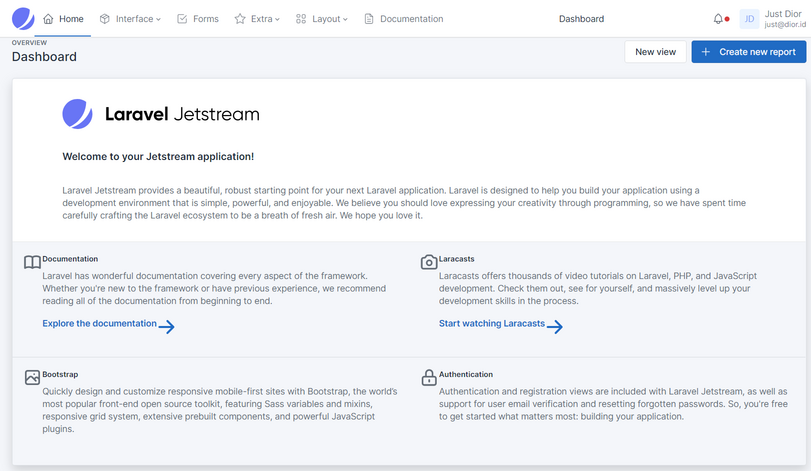 Home
Interface
Forms
Extra
Layout
Documentation
Dashboard
JD
Just Dior
just@dior.id
OVERVIEW
Dashboard
New view
Create new report
Laravel Jetstream
Welcome to your Jetstream application!
Laravel Jetstream provides a beautiful, robust starting point for your next Laravel application. Laravel is designed to help you build your application using a
development environment that is simple, powerful, and enjoyable. We believe you should love expressing your creativity through programming, so we have spent time
carefully crafting the Laravel ecosystem to be a breath of fresh air. We hope you love it.
Documentation
Laravel has wonderful documentation covering every aspect of the framework.
Whether you're new to the framework or have previous experience, we recommend
reading all of the documentation from beginning to end.
Explore the documentation
Laracasts
Laracasts offers thousands of video tutorials on Laravel, PHP, and JavaScript
development. Check them out, see for yourself, and massively level up your
development skills in the process.
Start watching Laracasts
Bootstrap
Quickly design and customize responsive mobile-first sites with Bootstrap, the world's
most popular front-end open source toolkit, featuring Sass variables and mixins,
responsive grid system, extensive prebuilt components, and powerful JavaScript
plugins.
Authentication
Authentication and registration views are included with Laravel Jetstream, as well as
support for user email verification and resetting forgotten passwords. So, you're free
to get started what matters most: building your application.